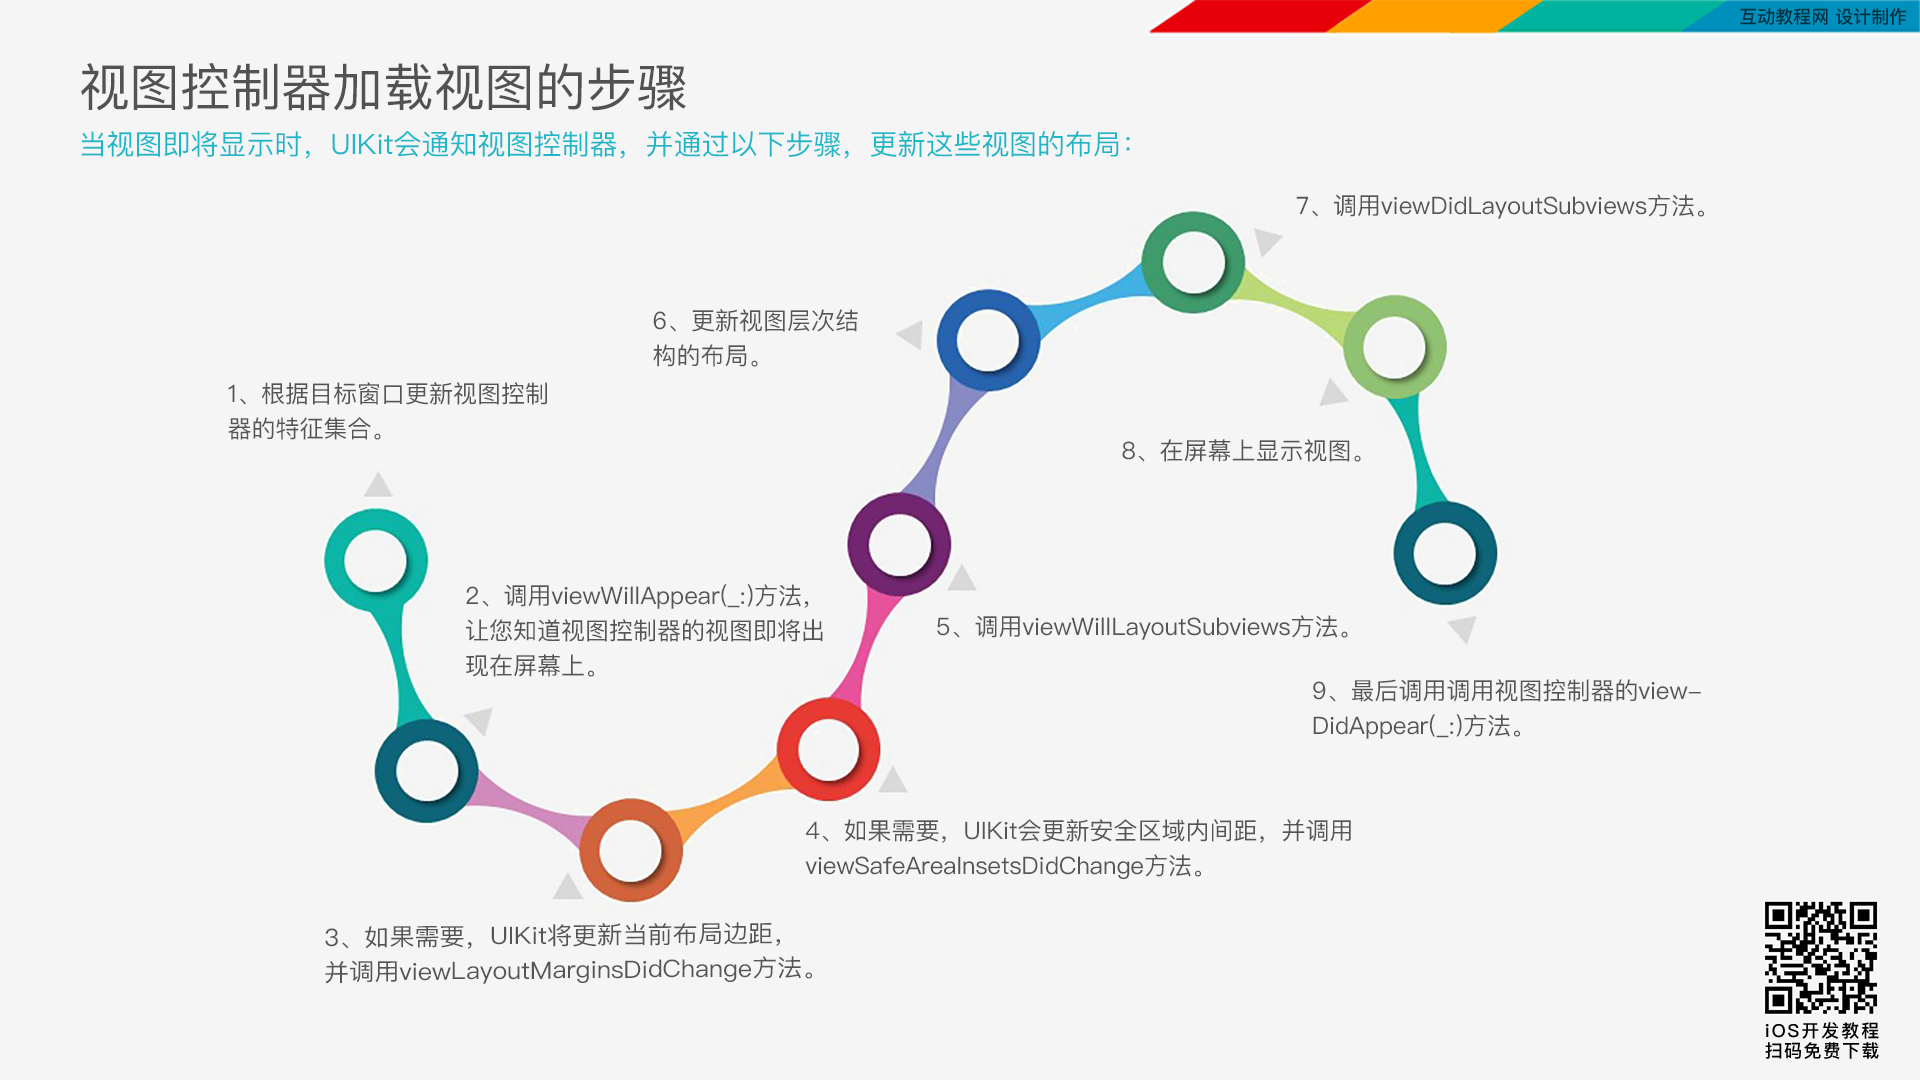 互动教程网 设计制作
视图控制器加载视图的步骤
当视图即将显示时，UIKit会通知视图控制器，并通过以下步骤，更新这些视图的布局：
1、根据目标窗口更新视图控制
器的特征集合。
2、调用viewWillAppear(_:)方法，
让您知道视图控制器的视图即将出
现在屏幕上。
3、如果需要，UIKit将更新当前布局边距，
并调用viewLayoutMarginsDidChange方法。
4、如果需要，UIKit会更新安全区域内间距，并调用
viewSafeAreaInsetsDidChange方法。
5、调用viewWillLayoutSubviews方法。
6、更新视图层次结
构的布局。
7、调用viewDidLayoutSubviews方法。
8、在屏幕上显示视图。
9、最后调用调用视图控制器的view-
DidAppear(_:)方法。
iOS开发教程
扫码免费下载